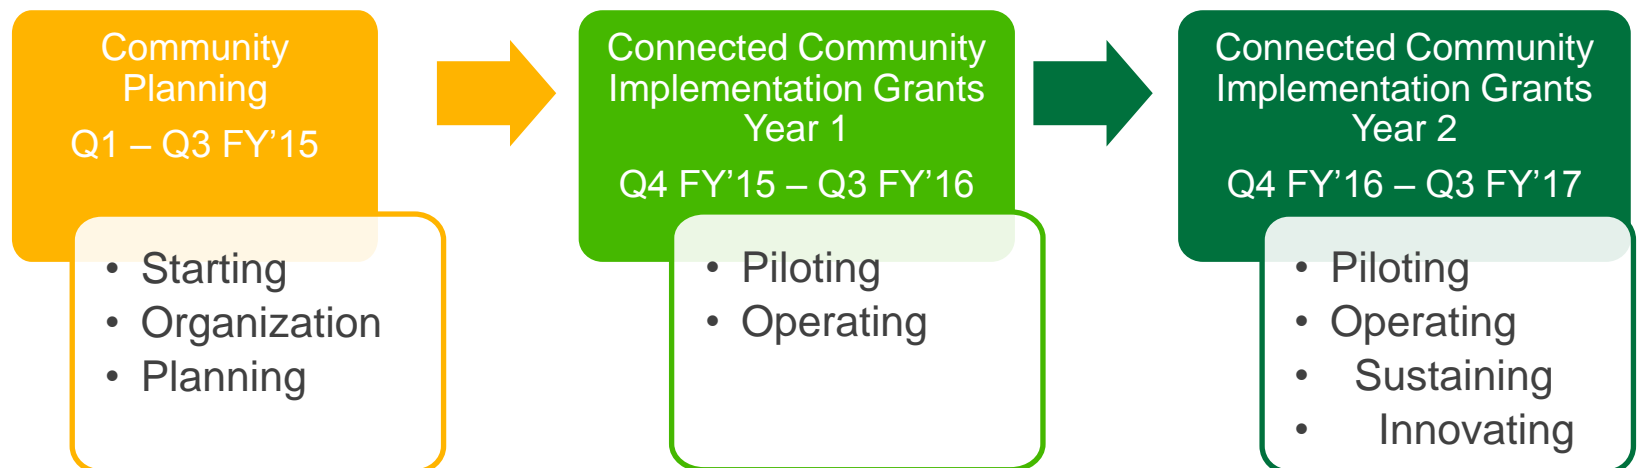 Community
Planning
Q1 – Q3 FY’15
• Starting
• Organization
• Planning
Connected Community
Implementation Grants
Year 1
Q4 FY’15 – Q3 FY’16
• Piloting
• Operating
Connected Community
Implementation Grants
Year 2
Q4 FY’16 – Q3 FY’17
• Piloting
• Operating
• Sustaining
• Innovating